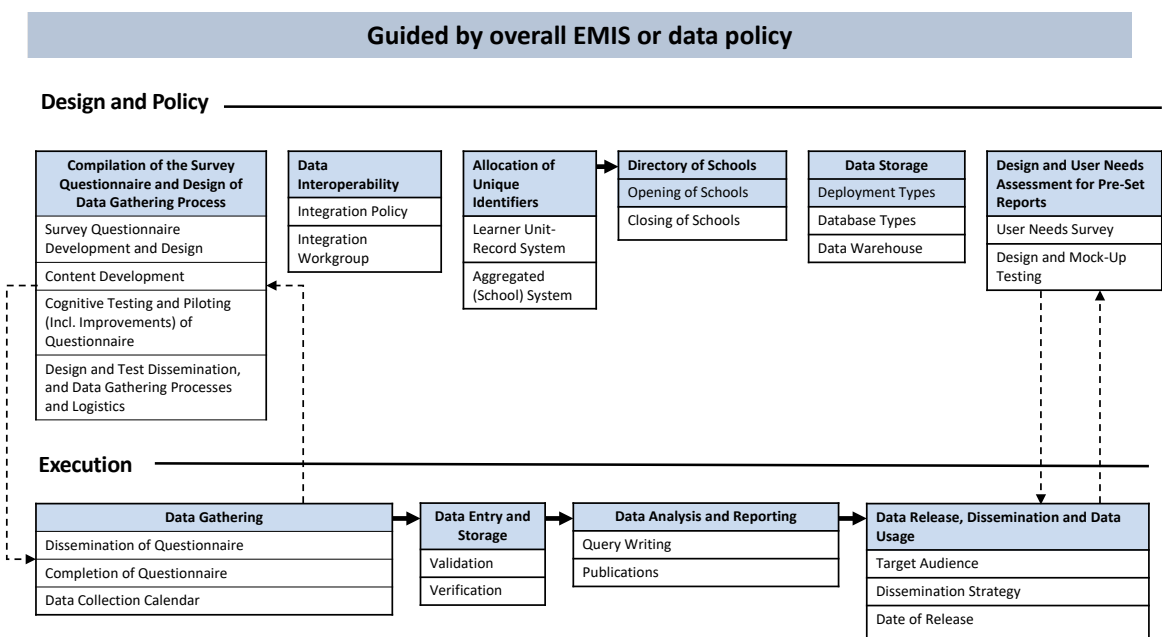 Guided by overall EMIS or data policy
Design and Policy
Compilation of the Survey
Questionnaire and Design of
Data Gathering Process
Survey Questionnaire
Development and Design
Content Development
Cognitive Testing and Piloting
(Incl. Improvements) of
Questionnaire
Design and Test Dissemination,
and Data Gathering Processes
and Logistics
Data
Interoperability
Integration Policy
Integration
Workgroup
Allocation of
Unique
Identifiers
Learner Unit-
Record System
Aggregated
(School) System
Directory of Schools
Opening of Schools
Closing of Schools
Data Storage
Deployment Types
Database Types
Data Warehouse
Design and User Needs
Assessment for Pre-Set
Reports
User Needs Survey
Design and Mock-Up
Testing
Execution
Data Gathering
Dissemination of Questionnaire
Completion of Questionnaire
Data Collection Calendar
Data Entry and
Storage
Validation
Verification
Data Analysis and Reporting
Query Writing
Publications
Data Release, Dissemination and Data
Usage
Target Audience
Dissemination Strategy
Date of Release